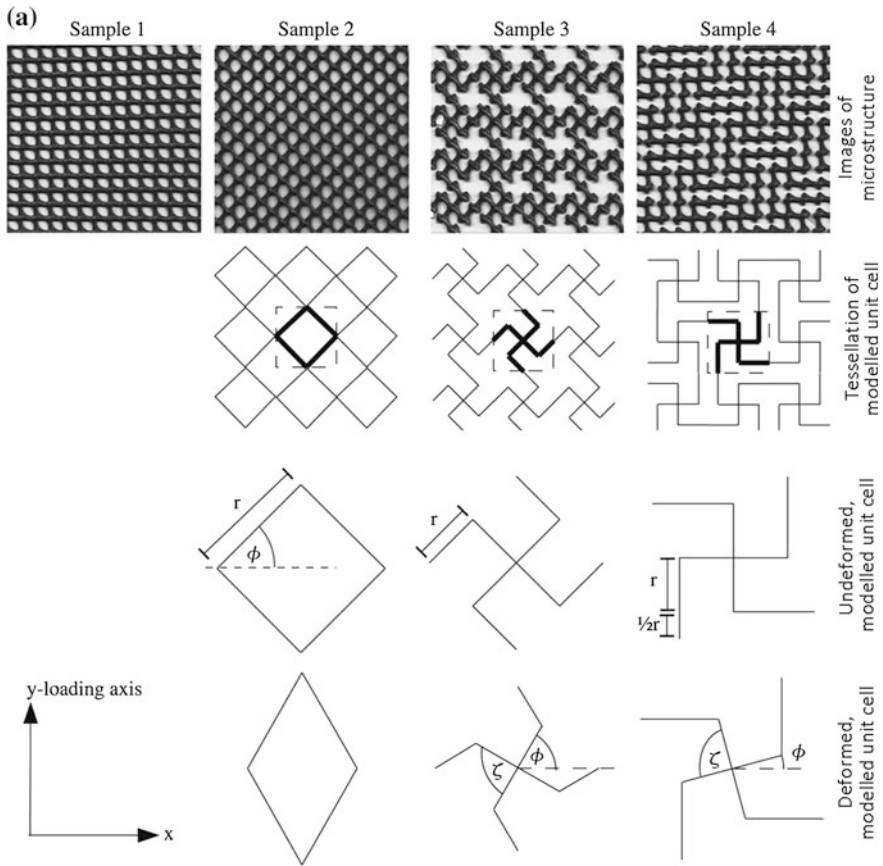 (a)
Sample 1 Sample 2 Sample 3 Sample 4
Images of
microstructure
Tessellation of
modelled unit cell
r
ϕ
r
r
½r
Undeformed,
modelled unit cell
y-loading axis
x
ζ
ϕ
ζ
ϕ
Deformed,
modelled unit cell